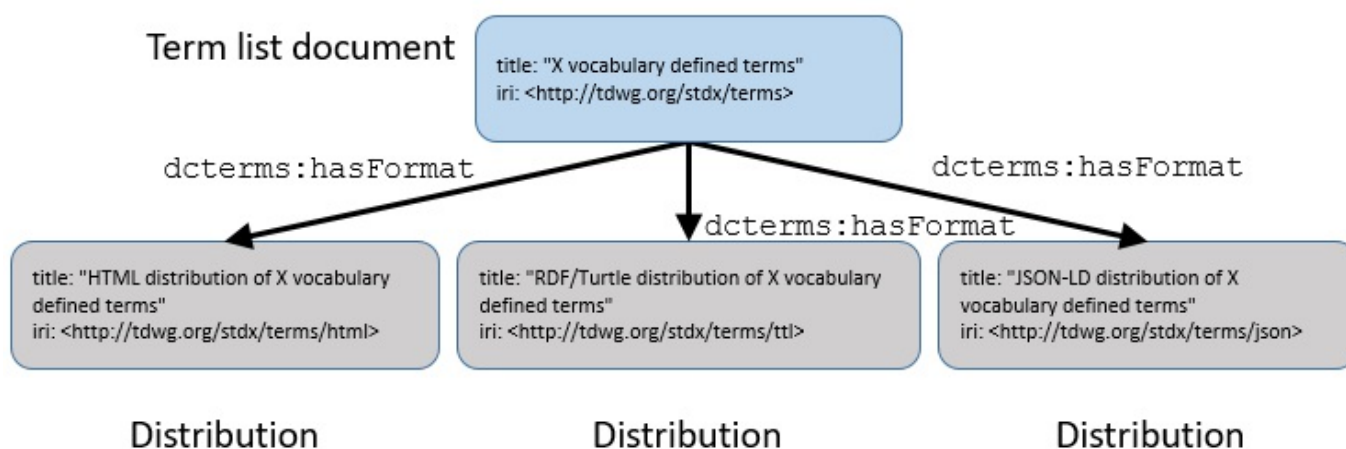 Term list document
title: "X vocabulary defined terms"
iri: <http://tdwg.org/stdx/terms>
dcterms:hasFormat
dcterms:hasFormat
dcterms:hasFormat
title: "HTML distribution of X vocabulary
defined terms"
iri: <http://tdwg.org/stdx/terms/html>
title: "RDF/Turtle distribution of X vocabulary
defined terms"
iri: <http://tdwg.org/stdx/terms/ttl>
title: "JSON-LD distribution of X
vocabulary defined terms"
iri: <http://tdwg.org/stdx/terms/json>
Distribution
Distribution
Distribution